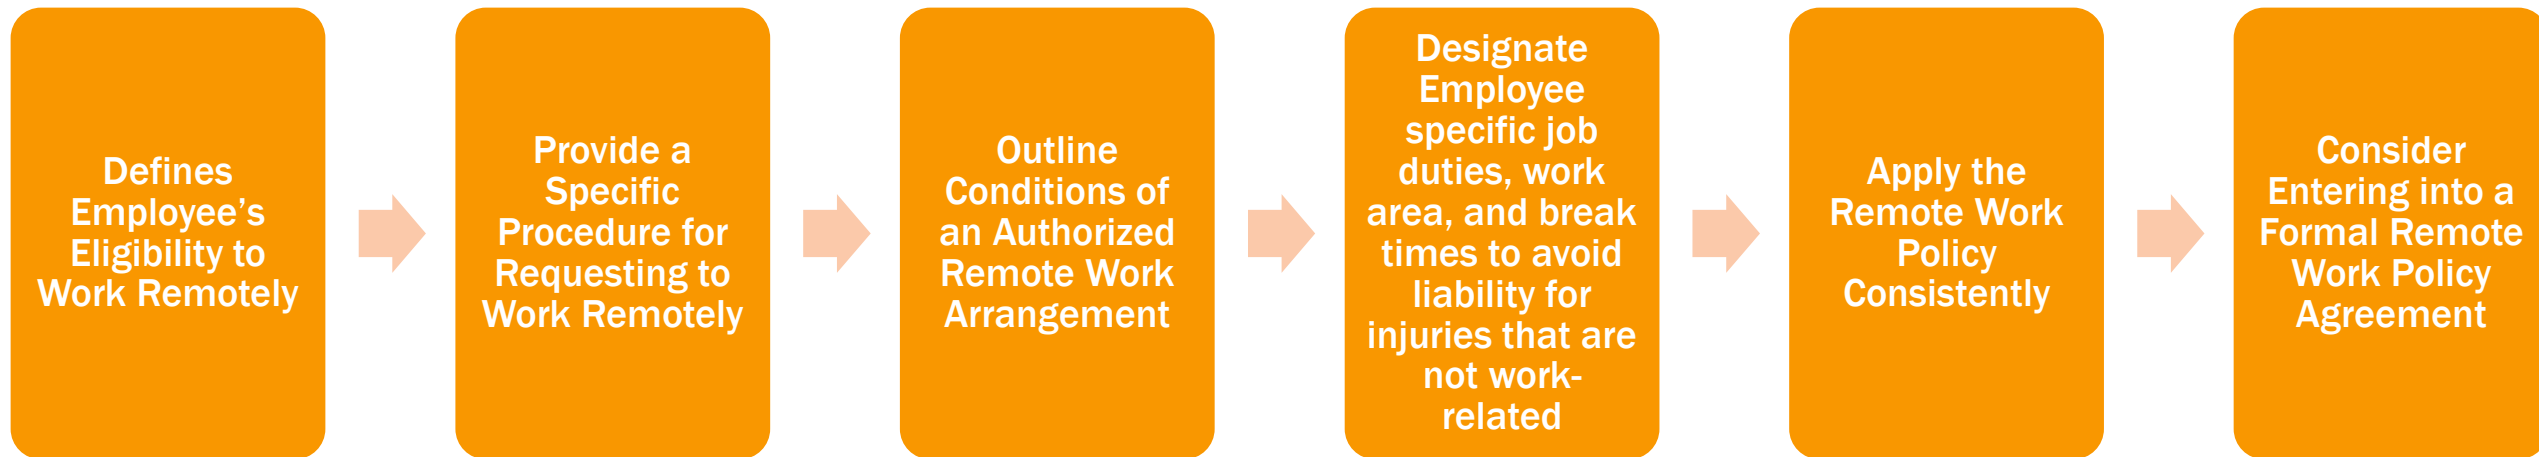 Defines
Employee’s
Eligibility to
Work Remotely
Provide a
Specific
Procedure for
Requesting to
Work Remotely
Outline
Conditions of
an Authorized
Remote Work
Arrangement
Designate
Employee
specific job
duties, work
area, and break
times to avoid
liability for
injuries that are
not work-
related
Apply the
Remote Work
Policy
Consistently
Consider
Entering into a
Formal Remote
Work Policy
Agreement